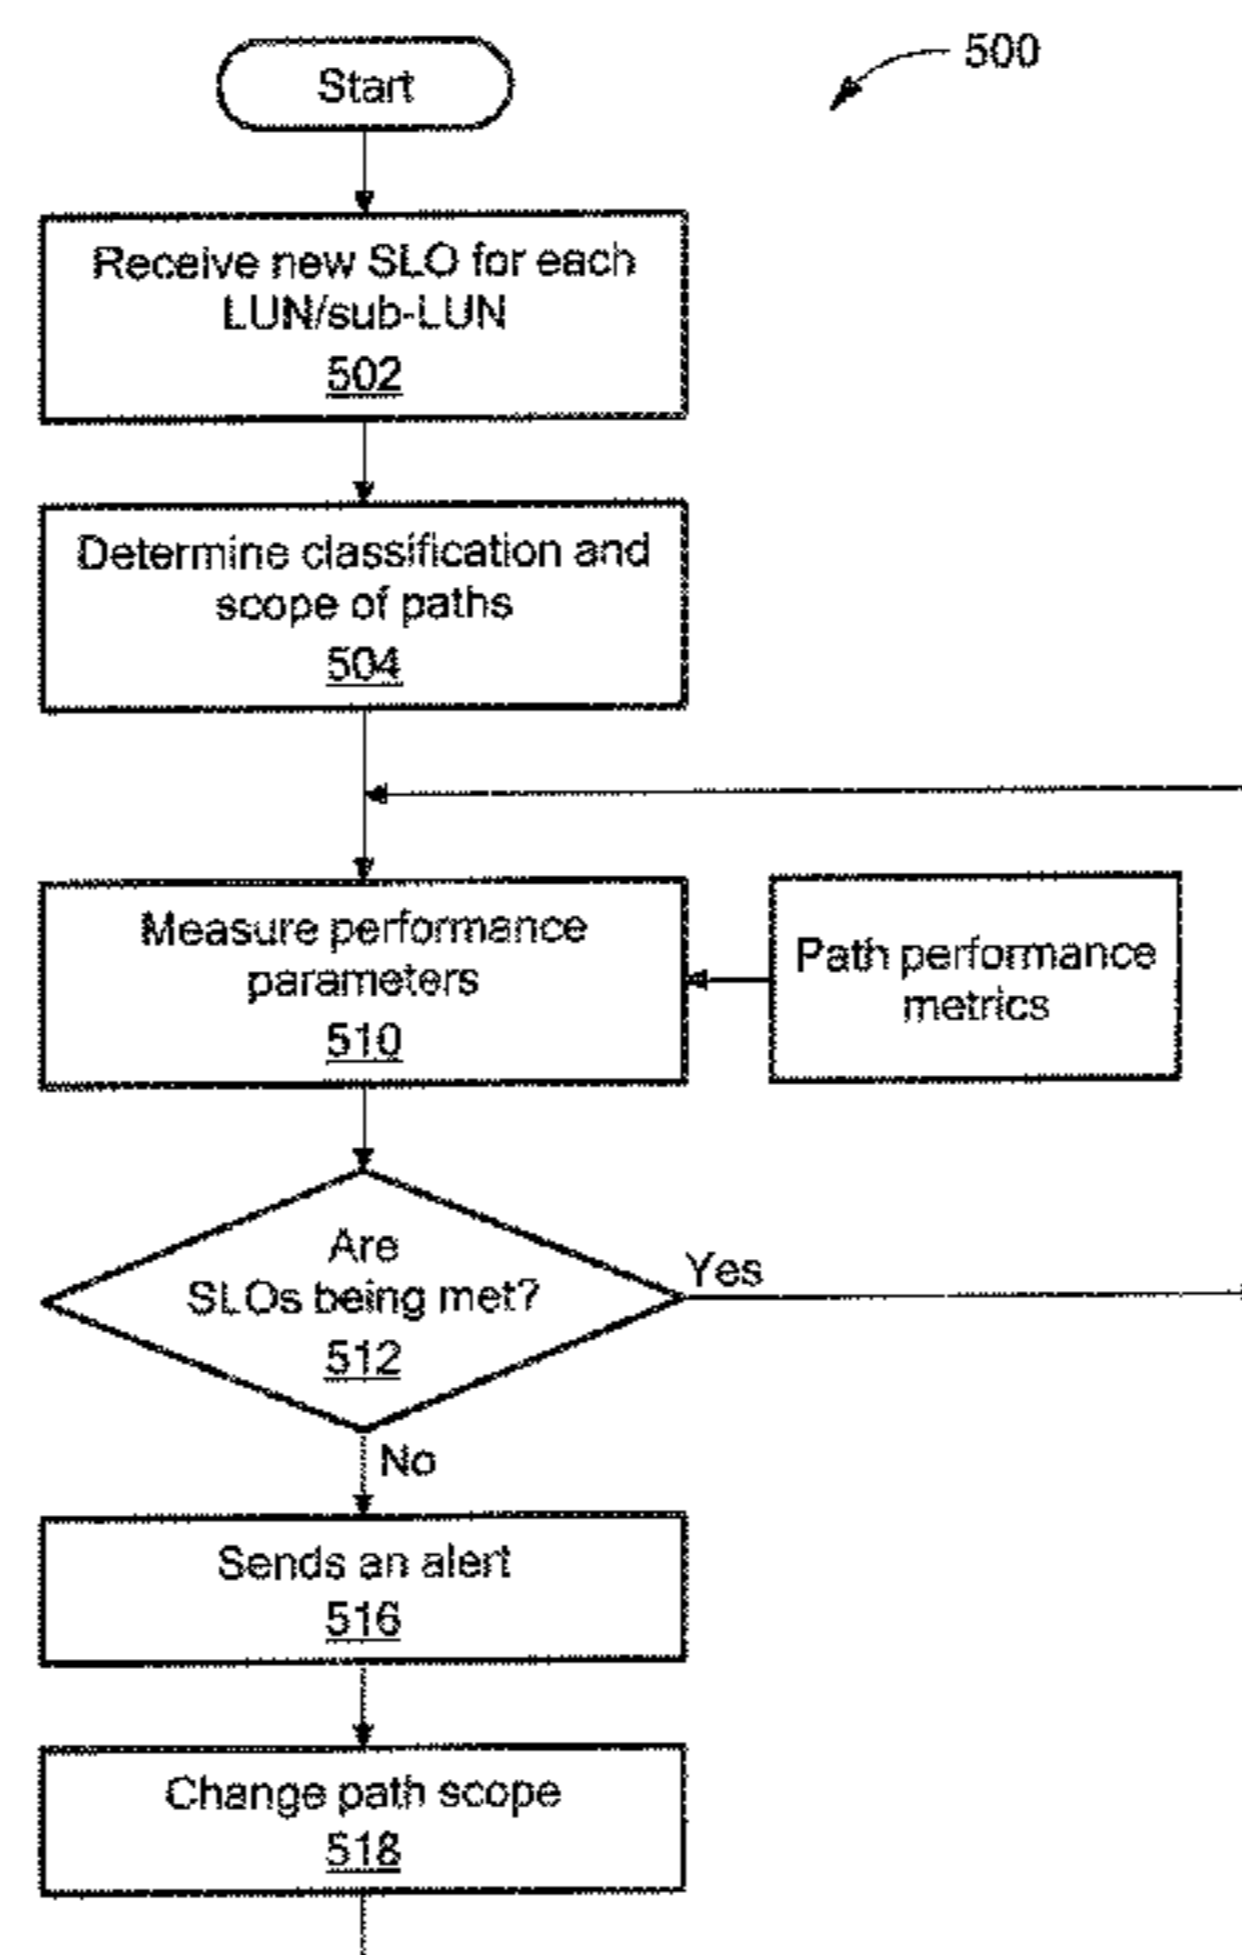 Start
500
Receive new SLO for each
LUN/sub-LUN
502
Determine classification and
scope of paths
504
Measure performance
parameters
510
Path performance
metrics
Are
SLOs being met?
512
Yes
No
Sends an alert
516
Change path scope
518